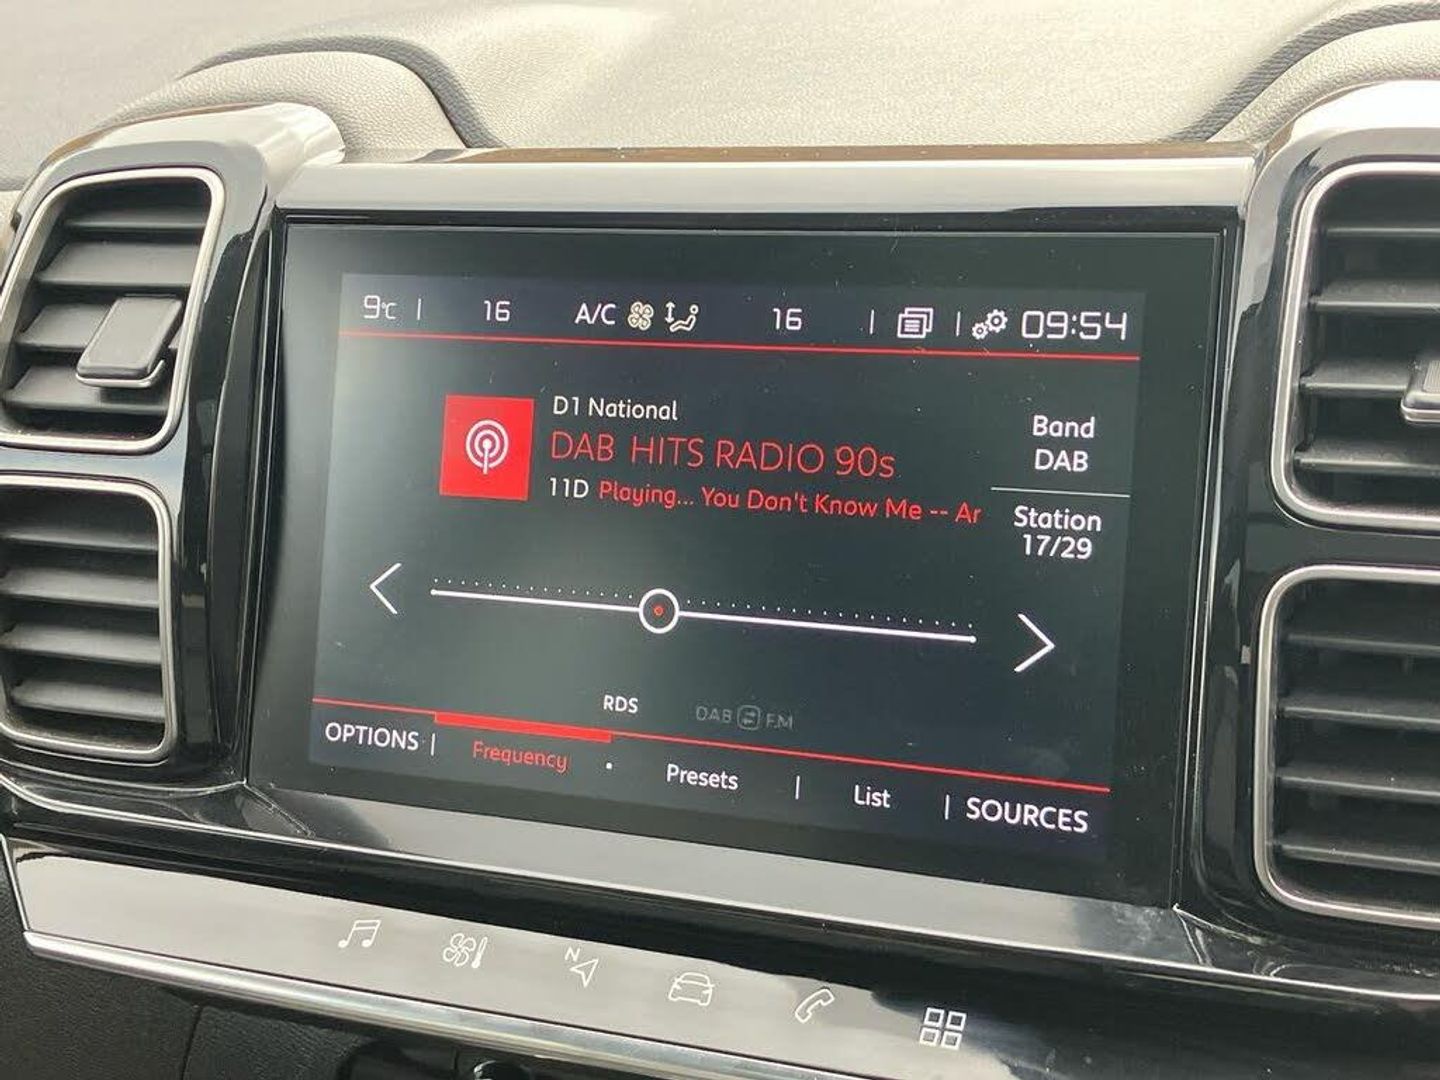 9°C | 16 A/C 16 | | 09:54
D1 National
DAB HITS RADIO 90s
11D Playing... You Don't Know Me -- Ar
Band
DAB
Station
17/29
RDS DAB FM
OPTIONS | Frequency • Presets | List | SOURCES
N